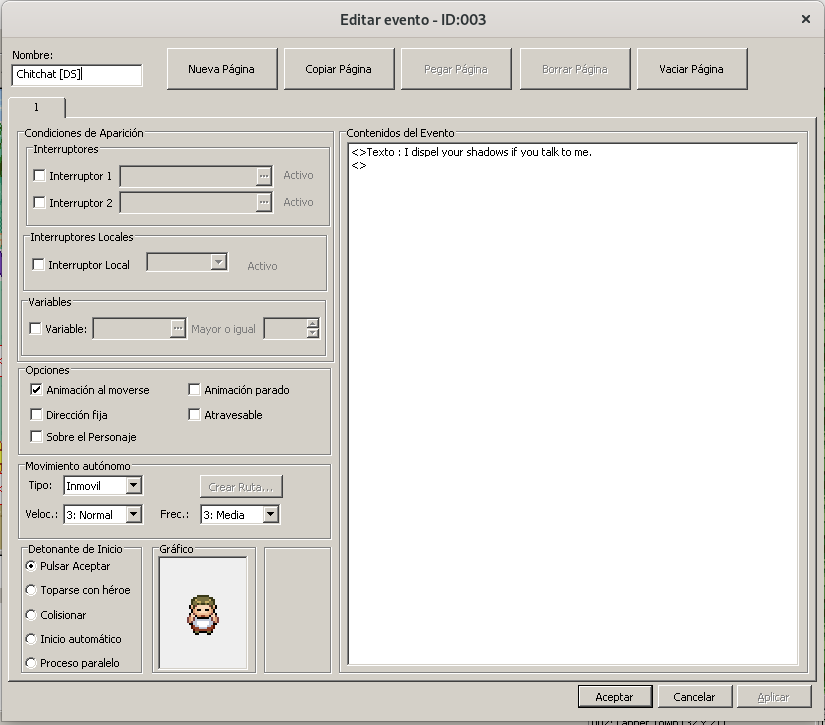 Editar evento - ID:003
×
Nombre:
Chitchat [DS]
Nueva Página
Copiar Página
Pegar Página
Borrar Página
Vaciar Página
1
Condiciones de Aparición
Interruptores
Interruptor 1 ... Activo
Interruptor 2 ... Activo
Interruptores Locales
Interruptor Local Activo
Variables
Variable: ... Mayor o igual
Opciones
Animación al moverse
Animación parado
Dirección fija
Atravesable
Sobre el Personaje
Movimiento autónomo
Tipo: Inmovil Crear Ruta...
Veloc.: 3: Normal Frec.: 3: Media
Detonante de Inicio
Pulsar Aceptar
Toparse con héroe
Colisionar
Inicio automático
Proceso paralelo
Gráfico
Contenidos del Evento
<>Texto : I dispel your shadows if you talk to me.
<>
Aceptar
Cancelar
Aplicar